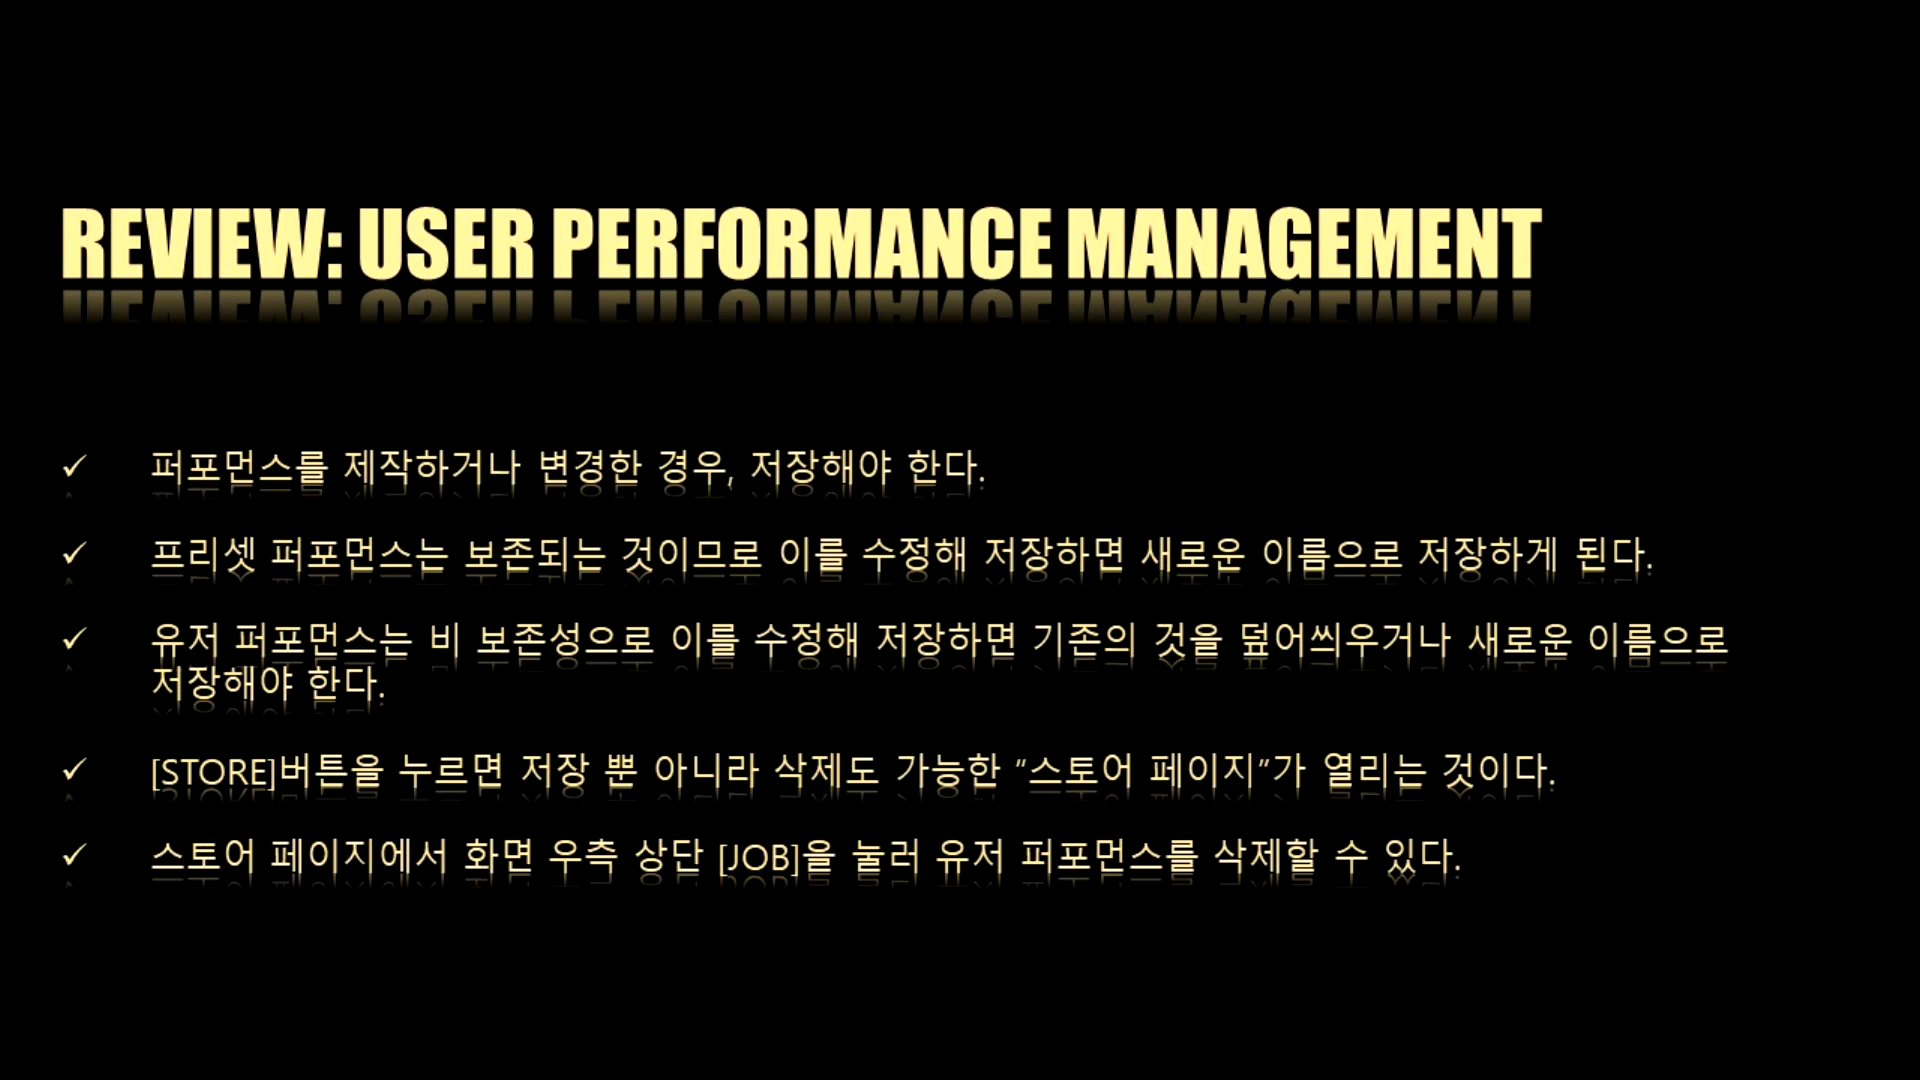 REVIEW: USER PERFORMANCE MANAGEMENT
✓ 퍼포먼스를 제작하거나 변경한 경우, 저장해야 한다.
✓ 프리셋 퍼포먼스는 보존되는 것이므로 이를 수정해 저장하면 새로운 이름으로 저장하게 된다.
✓ 유저 퍼포먼스는 비 보존성으로 이를 수정해 저장하면 기존의 것을 덮어씌우거나 새로운 이름으로
저장해야 한다.
✓ [STORE]버튼을 누르면 저장 뿐 아니라 삭제도 가능한 “스토어 페이지”가 열리는 것이다.
✓ 스토어 페이지에서 화면 우측 상단 [JOB]을 눌러 유저 퍼포먼스를 삭제할 수 있다.